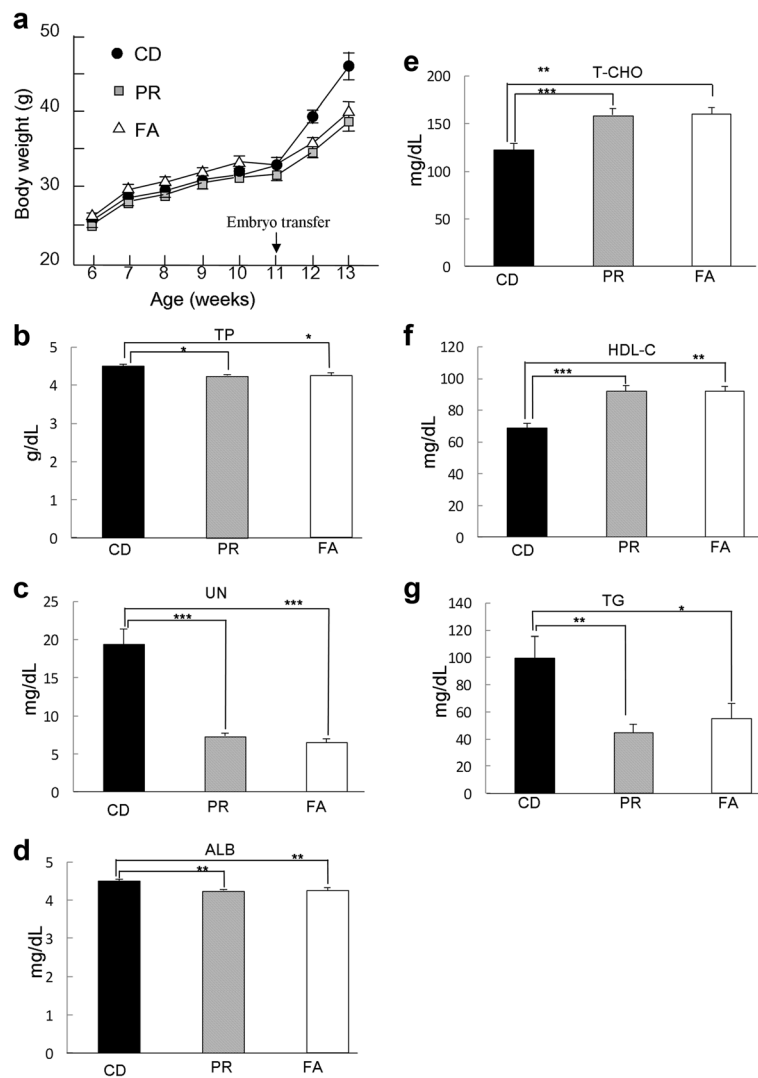 a
50
40
30
20
Body weight (g)
CD
PR
FA
Embryo transfer
6 7 8 9 10 11 12 13
Age (weeks)
b
TP
* *
5
4
3
2
1
0
g/dL
CD PR FA
c
UN
*** ***
25
20
15
10
5
0
mg/dL
CD PR FA
d
ALB
** **
5
4
3
2
1
0
mg/dL
CD PR FA
e
** T-CHO
***
200
150
100
50
0
mg/dL
CD PR FA
f
HDL-C
*** **
120
100
80
60
40
20
0
mg/dL
CD PR FA
g
TG
** *
140
120
100
80
60
40
20
0
mg/dL
CD PR FA